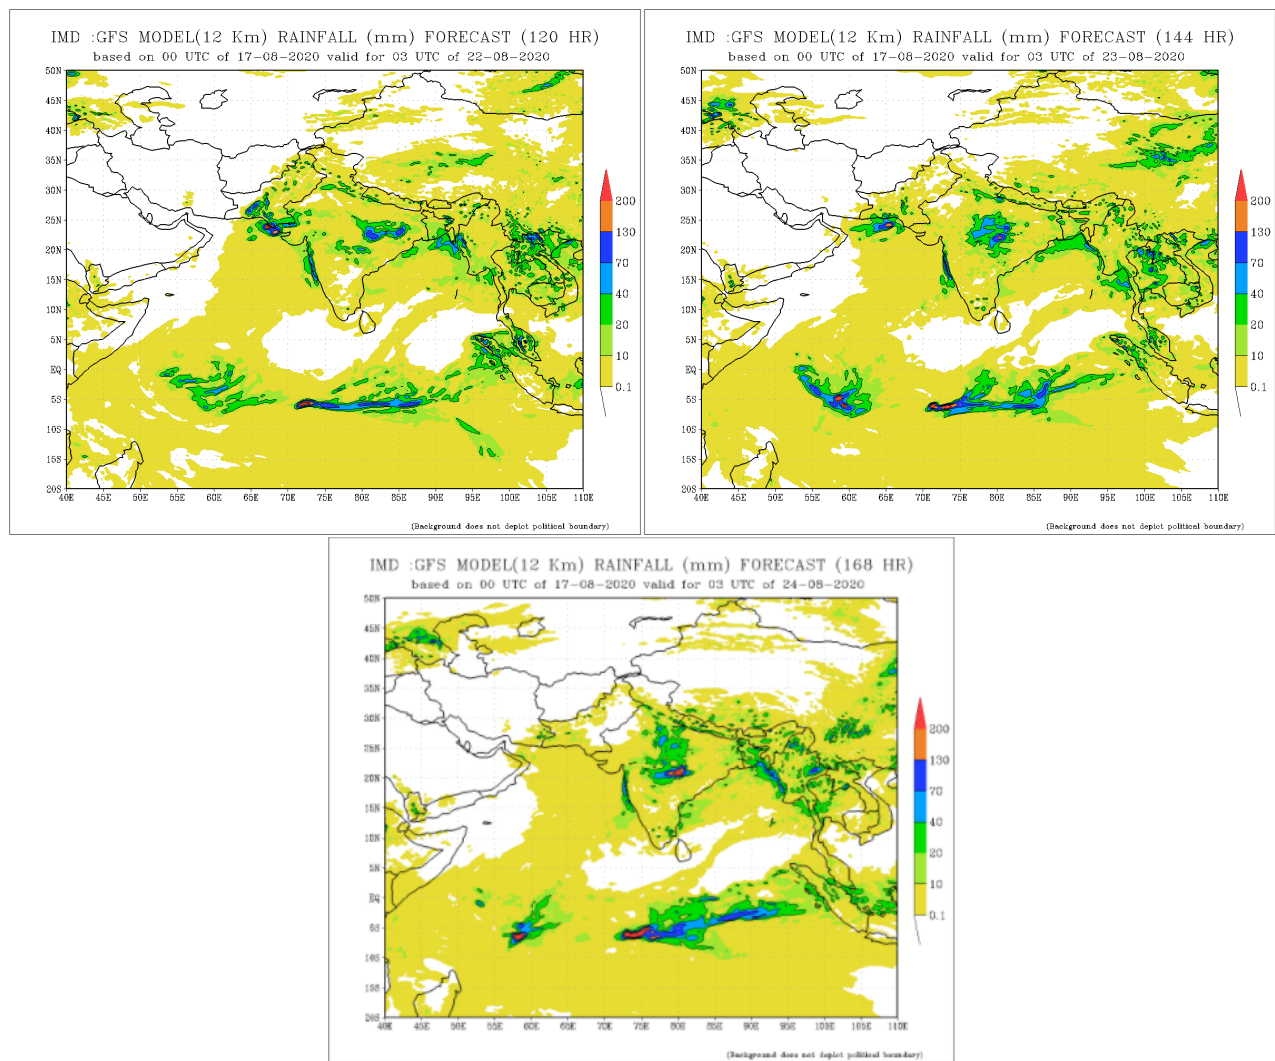 IMD :GFS MODEL(12 Km) RAINFALL (mm) FORECAST (120 HR)
based on 00 UTC of 17-08-2020 valid for 03 UTC of 22-08-2020
50N
45N
40N
35N
30N
25N
20N
15N
10N
5N
EQ
5S
10S
15S
20S
40E 45E 50E 55E 60E 65E 70E 75E 80E 85E 90E 95E 100E 105E 110E
200
130
70
40
20
10
0.1
(Background does not depict political boundary)
IMD :GFS MODEL(12 Km) RAINFALL (mm) FORECAST (144 HR)
based on 00 UTC of 17-08-2020 valid for 03 UTC of 23-08-2020
50N
45N
40N
35N
30N
25N
20N
15N
10N
5N
EQ
5S
10S
15S
20S
40E 45E 50E 55E 60E 65E 70E 75E 80E 85E 90E 95E 100E 105E 110E
200
130
70
40
20
10
0.1
(Background does not depict political boundary)
IMD :GFS MODEL(12 Km) RAINFALL (mm) FORECAST (168 HR)
based on 00 UTC of 17-08-2020 valid for 03 UTC of 24-08-2020
50N
45N
40N
35N
30N
25N
20N
15N
10N
5N
EQ
5S
10S
15S
20S
40E 45E 50E 55E 60E 65E 70E 75E 80E 85E 90E 95E 100E 105E 110E
200
130
70
40
20
10
0.1
(Background does not depict political boundary)